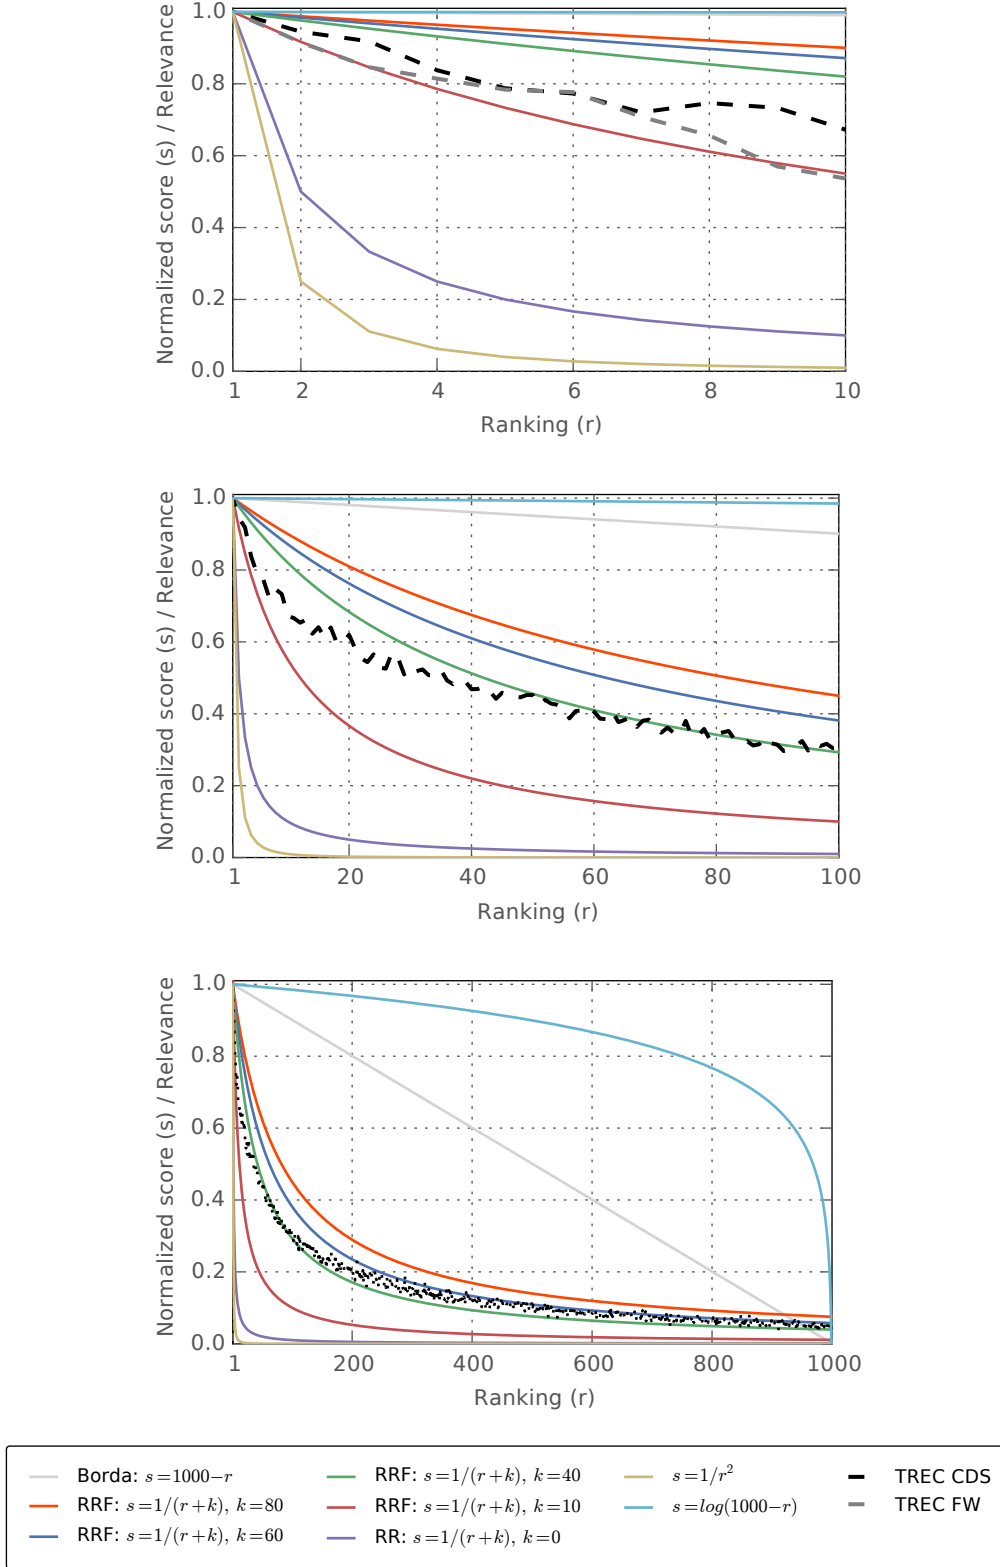 1.0
0.8
0.6
0.4
0.2
0.0
Normalized score (s) / Relevance
1 2 4 6 8 10
Ranking (r)
1.0
0.8
0.6
0.4
0.2
0.0
Normalized score (s) / Relevance
1 20 40 60 80 100
Ranking (r)
1.0
0.8
0.6
0.4
0.2
0.0
Normalized score (s) / Relevance
1 200 400 600 800 1000
Ranking (r)
Borda: s=1000−r
RRF: s=1/(r+k), k=80
RRF: s=1/(r+k), k=60
RRF: s=1/(r+k), k=40
RRF: s=1/(r+k), k=10
RR: s=1/(r+k), k=0
s=1/r²
s=log(1000−r)
TREC CDS
TREC FW